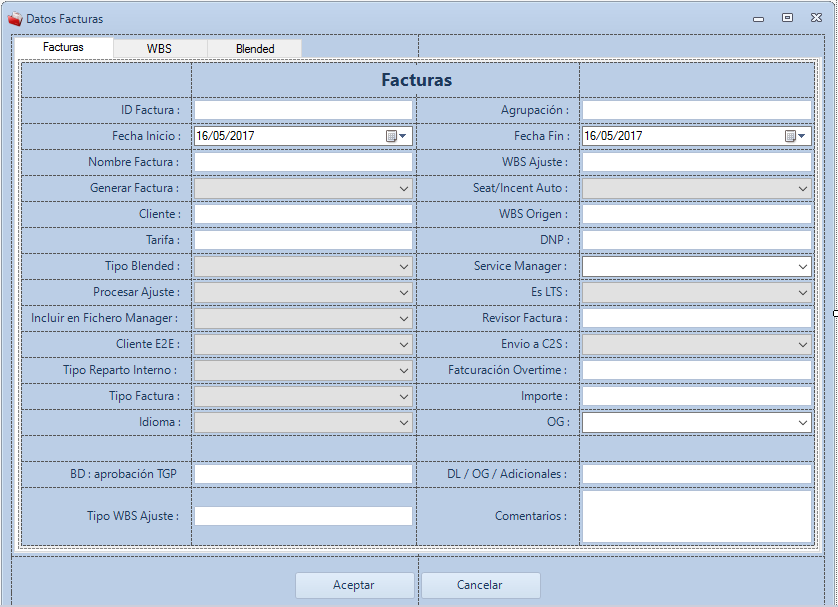 Datos Facturas
Facturas WBS Blended
Facturas
ID Factura : Agrupación :
Fecha Inicio : 16/05/2017 Fecha Fin : 16/05/2017
Nombre Factura : WBS Ajuste :
Generar Factura : Seat/Incent Auto :
Cliente : WBS Origen :
Tarifa : DNP :
Tipo Blended : Service Manager :
Procesar Ajuste : Es LTS :
Incluir en Fichero Manager : Revisor Factura :
Cliente E2E : Envio a C2S :
Tipo Reparto Interno : Fatcuración Overtime :
Tipo Factura : Importe :
Idioma : OG :
BD : aprobación TGP DL / OG / Adicionales :
Tipo WBS Ajuste : Comentarios :
Aceptar Cancelar